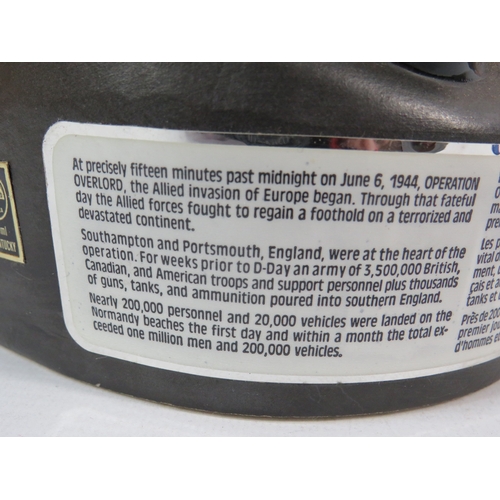 At precisely fifteen minutes past midnight on June 6, 1944, OPERATION
OVERLORD, the Allied invasion of Europe began. Through that fateful
day the Allied forces fought to regain a foothold on a terrorized and
devastated continent.
Southampton and Portsmouth, England, were at the heart of the
operation. For weeks prior to D-Day an army of 3,500,000 British,
Canadian, and American troops and support personnel plus thousands
of guns, tanks, and ammunition poured into southern England.
Nearly 200,000 personnel and 20,000 vehicles were landed on the
Normandy beaches the first day and within a month the total ex-
ceeded one million men and 200,000 vehicles.
Les
vital
ment,
çais et
tanks
Près de 200
premier
d'hommes